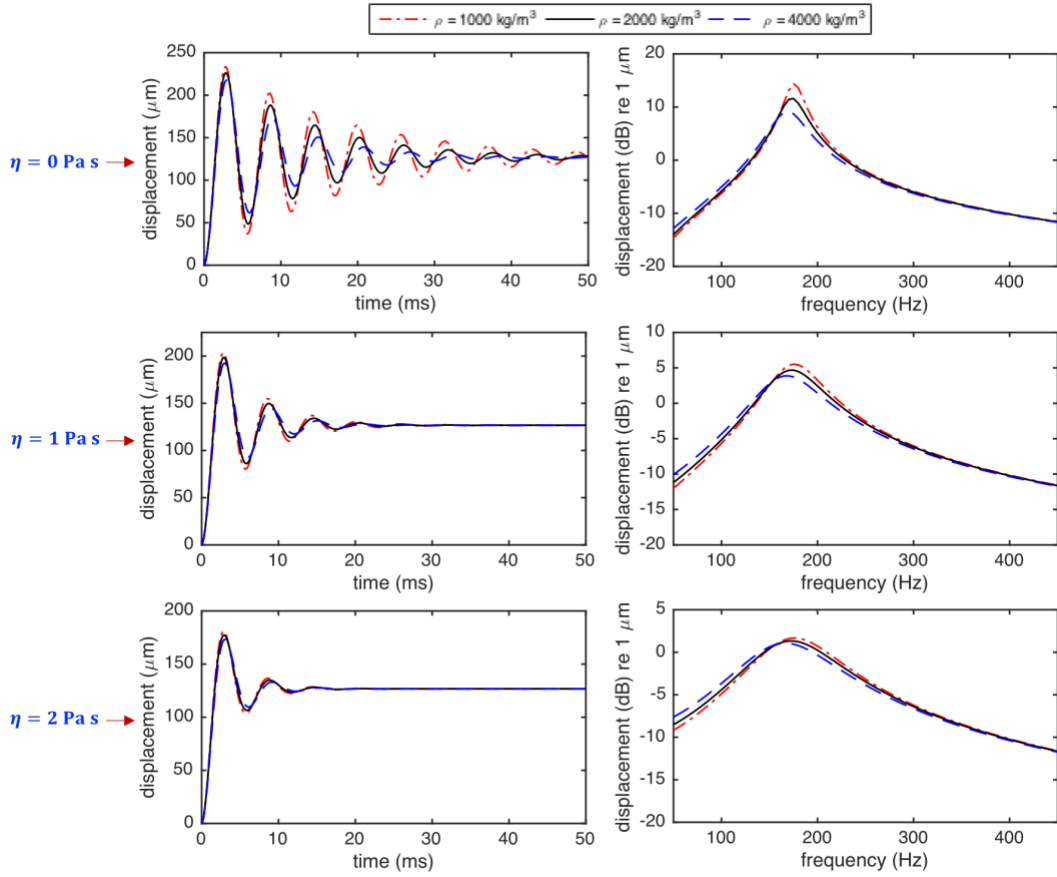 ρ = 1000 kg/m³ ρ = 2000 kg/m³ ρ = 4000 kg/m³
η = 0 Pa s
displacement (μm)
250
200
150
100
50
0
0 10 20 30 40 50
time (ms)
displacement (dB) re 1 μm
20
10
0
-10
-20
100 200 300 400
frequency (Hz)
η = 1 Pa s
displacement (μm)
200
150
100
50
0
0 10 20 30 40 50
time (ms)
displacement (dB) re 1 μm
10
5
0
-5
-10
-15
-20
100 200 300 400
frequency (Hz)
η = 2 Pa s
displacement (μm)
200
150
100
50
0
0 10 20 30 40 50
time (ms)
displacement (dB) re 1 μm
5
0
-5
-10
-15
-20
100 200 300 400
frequency (Hz)